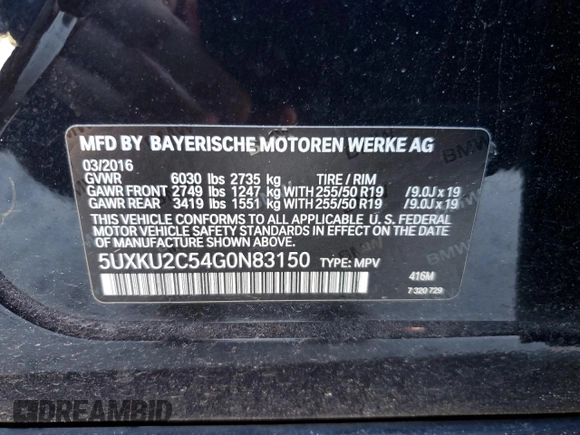 MFD BY BAYERISCHE MOTOREN WERKE AG
03/2016
GVWR 6030 lbs 2735 kg TIRE / RIM
GAWR FRONT 2749 lbs 1247 kg WITH 255/50 R19 /9.0J x 19
GAWR REAR 3419 lbs 1551 kg WITH 255/50 R19 /9.0J x 19
THIS VEHICLE CONFORMS TO ALL APPLICABLE U. S. FEDERAL
MOTOR VEHICLE SAFETY STANDARDS IN EFFECT ON THE
DATE OF MANUFACTURE SHOWN ABOVE.
5UXKU2C54G0N83150 TYPE: MPV
416M
7 320 729
DREAMBID